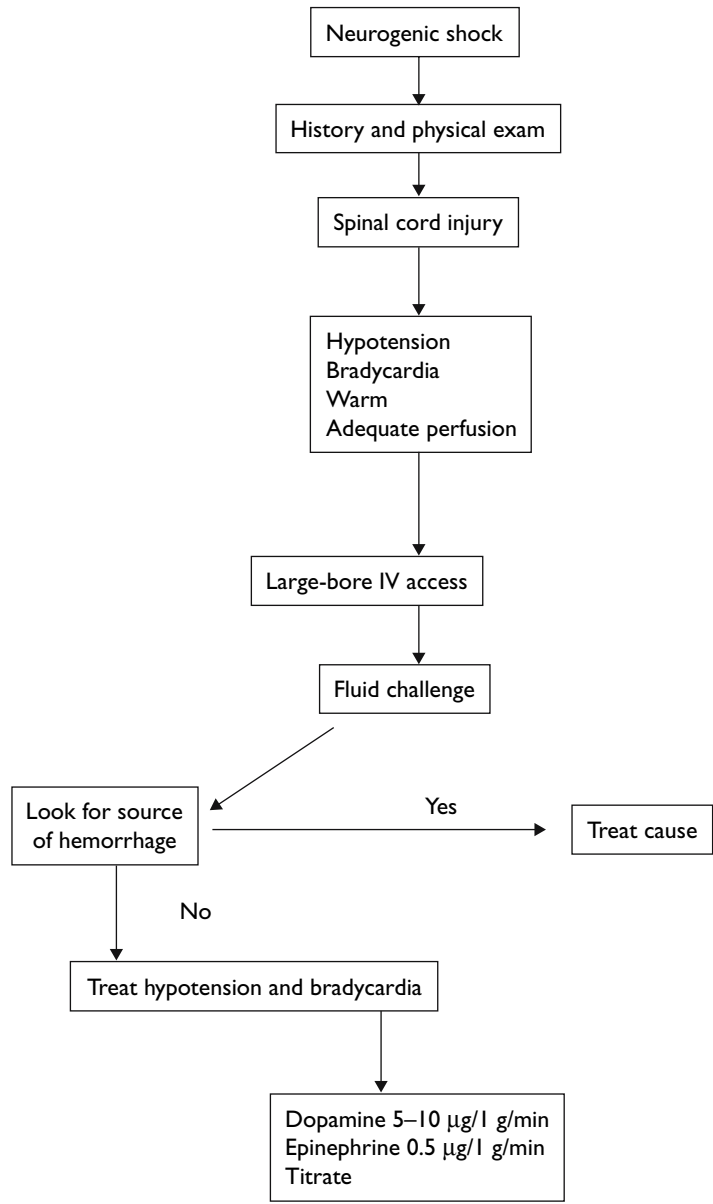 Neurogenic shock
History and physical exam
Spinal cord injury
Hypotension
Bradycardia
Warm
Adequate perfusion
Large-bore IV access
Fluid challenge
Look for source
of hemorrhage
Yes
Treat cause
No
Treat hypotension and bradycardia
Dopamine 5–10 μg/1 g/min
Epinephrine 0.5 μg/1 g/min
Titrate